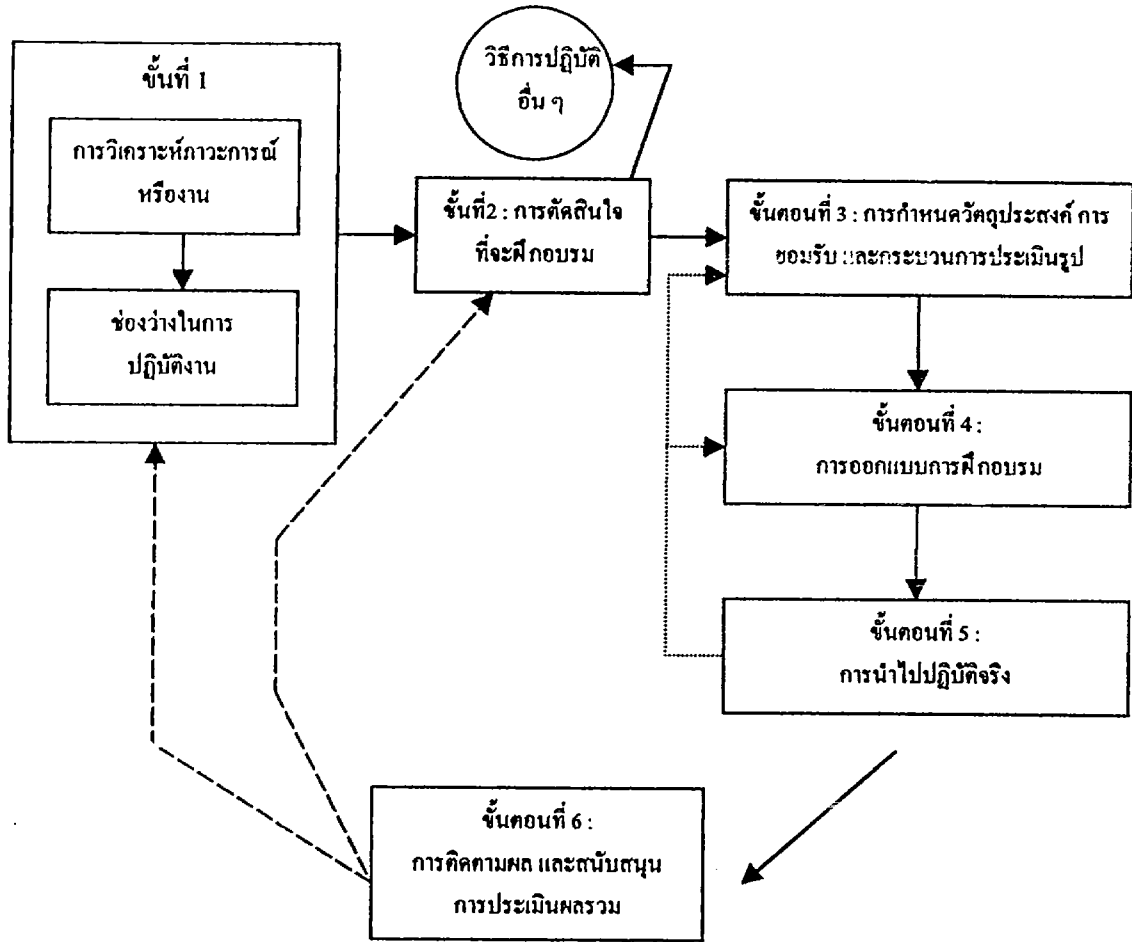 ขั้นที่ 1
การวิเคราะห์ภาวะการณ์
หรืองาน
ช่องว่างในการ
ปฏิบัติงาน
วิธีการปฏิบัติ
อื่น ๆ
ขั้นที่2 : การตัดสินใจ
ที่จะฝึกอบรม
ขั้นตอนที่ 3 : การกำหนดวัตถุประสงค์ การ
ยอมรับ และกระบวนการประเมินรูป
ขั้นตอนที่ 4 :
การออกแบบการฝึกอบรม
ขั้นตอนที่ 5 :
การนำไปปฏิบัติจริง
ขั้นตอนที่ 6 :
การติดตามผล และสนับสนุน
การประเมินผลรวม